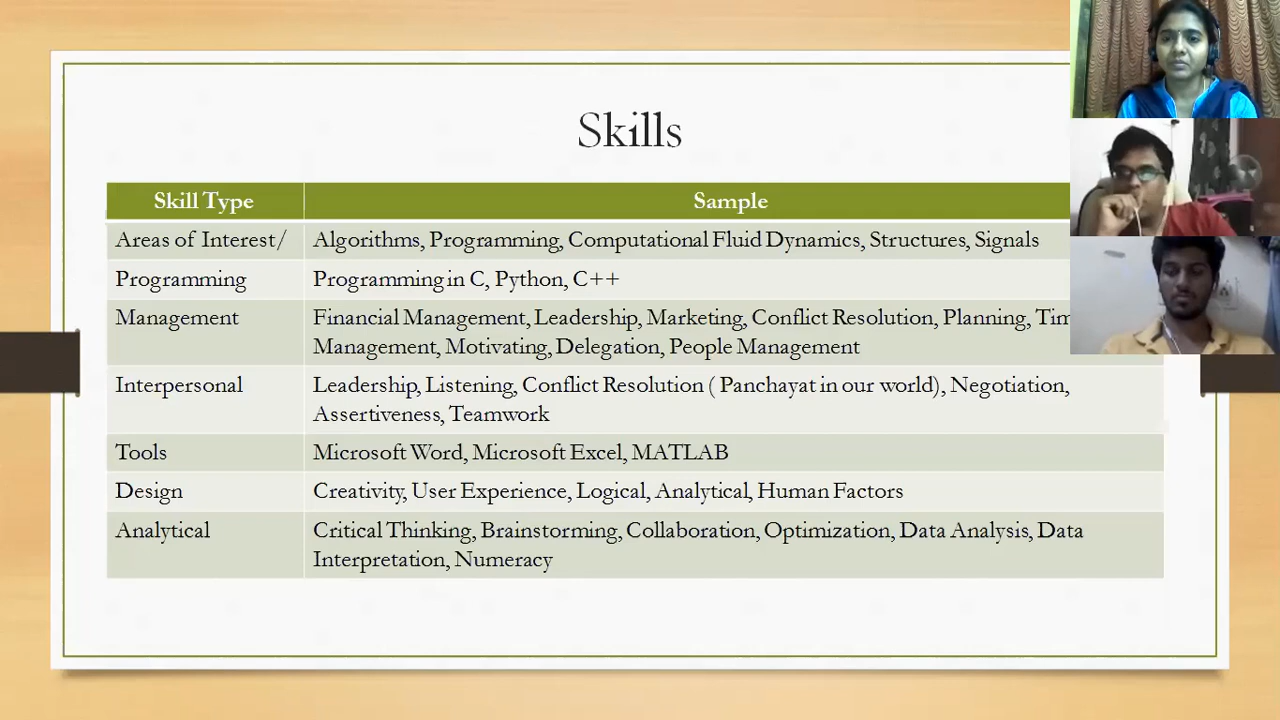 Skills
Skill Type
Sample
Areas of Interest/
Algorithms, Programming, Computational Fluid Dynamics, Structures, Signals
Programming
Programming in C, Python, C++
Management
Financial Management, Leadership, Marketing, Conflict Resolution, Planning, Tim
Management, Motivating, Delegation, People Management
Interpersonal
Leadership, Listening, Conflict Resolution ( Panchayat in our world), Negotiation,
Assertiveness, Teamwork
Tools
Microsoft Word, Microsoft Excel, MATLAB
Design
Creativity, User Experience, Logical, Analytical, Human Factors
Analytical
Critical Thinking, Brainstorming, Collaboration, Optimization, Data Analysis, Data
Interpretation, Numeracy